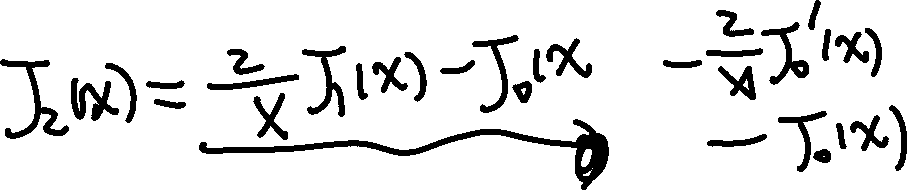 J₂(x) = 2/x J₁(x) - J₀(x
- 2/x J₀'(x)
- J₀(x)